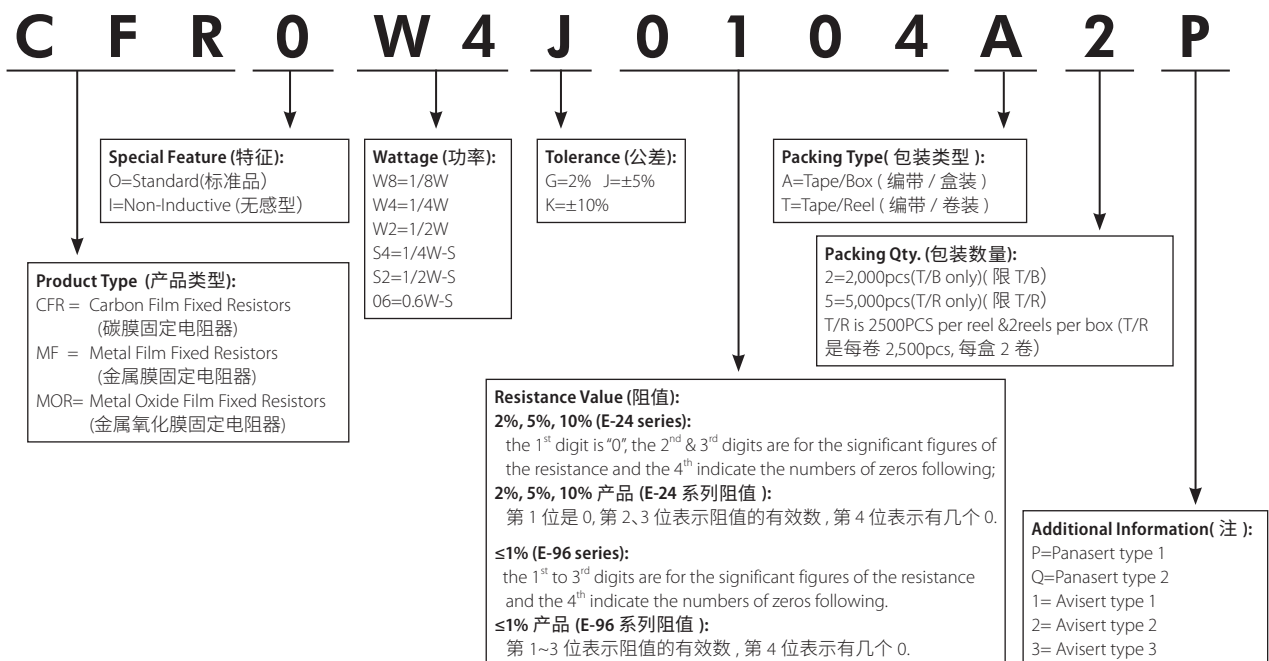 C F R 0 W 4 J 0 1 0 4 A 2 P
Special Feature (特征):
O=Standard(标准品)
I=Non-Inductive (无感型)
Wattage (功率):
W8=1/8W
W4=1/4W
W2=1/2W
S4=1/4W-S
S2=1/2W-S
06=0.6W-S
Tolerance (公差):
G=2% J=±5%
K=±10%
Packing Type( 包装类型 ):
A=Tape/Box ( 编带 / 盒装 )
T=Tape/Reel ( 编带 / 卷装 )
Product Type (产品类型):
CFR = Carbon Film Fixed Resistors
(碳膜固定电阻器)
MF = Metal Film Fixed Resistors
(金属膜固定电阻器)
MOR= Metal Oxide Film Fixed Resistors
(金属氧化膜固定电阻器)
Packing Qty. (包装数量):
2=2,000pcs(T/B only)( 限 T/B)
5=5,000pcs(T/R only)( 限 T/R)
T/R is 2500PCS per reel &2reels per box (T/R
是每卷 2,500pcs, 每盒 2 卷)
Resistance Value (阻值):
2%, 5%, 10% (E-24 series):
the 1st digit is "0", the 2nd & 3rd digits are for the significant figures of
the resistance and the 4th indicate the numbers of zeros following;
2%, 5%, 10% 产品 (E-24 系列阻值 ):
第 1 位是 0, 第 2、3 位表示阻值的有效数 , 第 4 位表示有几个 0.
≤1% (E-96 series):
the 1st to 3rd digits are for the significant figures of the resistance
and the 4th indicate the numbers of zeros following.
≤1% 产品 (E-96 系列阻值 ):
第 1~3 位表示阻值的有效数 , 第 4 位表示有几个 0.
Additional Information( 注 ):
P=Panasert type 1
Q=Panasert type 2
1= Avisert type 1
2= Avisert type 2
3= Avisert type 3